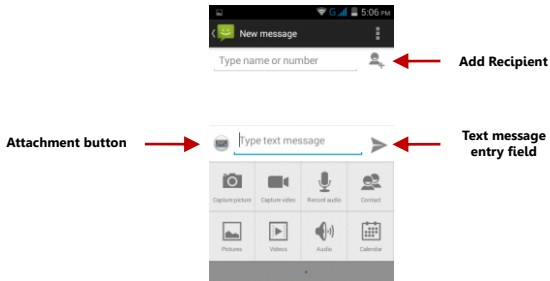 G 5:06 PM
New message
Type name or number
Add Recipient
Attachment button
Type text message
Text message
entry field
Capture picture Capture video Record audio Contact
Pictures Videos Audio Calendar